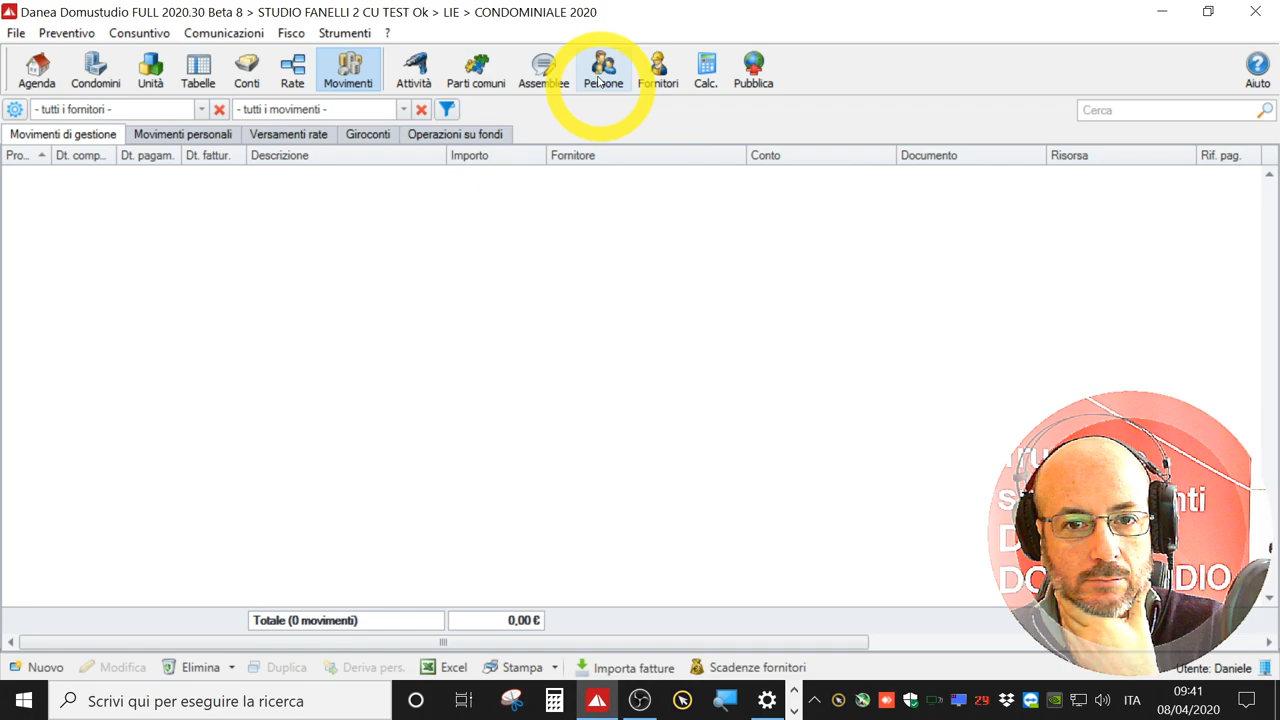 Danea Domustudio FULL 2020.30 Beta 8 > STUDIO FANELLI 2 CU TEST Ok > LIE > CONDOMINIALE 2020
File Preventivo Consuntivo Comunicazioni Fisco Strumenti ?
Agenda Condomini Unità Tabelle Conti Rate Movimenti Attività Parti comuni Assemblee Persone Fornitori Calc. Pubblica Aiuto
- tutti i fornitori - - tutti i movimenti - Cerca
Movimenti di gestione Movimenti personali Versamenti rate Giroconti Operazioni su fondi
Pro... Dt. comp... Dt. pagam. Dt. fattur. Descrizione Importo Fornitore Conto Documento Risorsa Rif. pag.
DIO
Totale (0 movimenti) 0,00 €
Nuovo Modifica Elimina Duplica Deriva pers. Excel Stampa Importa fatture Scadenze fornitori Utente: Daniele
Scrivi qui per eseguire la ricerca 29 ITA 09:41
08/04/2020